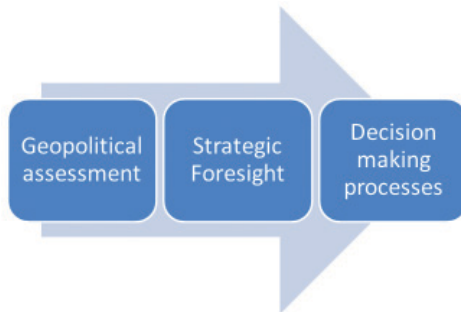 Geopolitical
assessment
Strategic
Foresight
Decision
making
processes